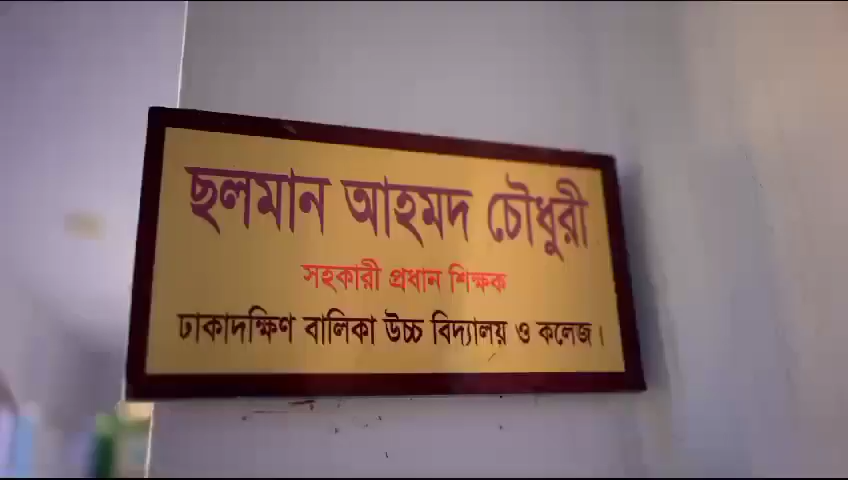 ছলমান আহমদ চৌধুরী
সহকারী প্রধান শিক্ষক
ঢাকাদক্ষিণ বালিকা উচ্চ বিদ্যালয় ও কলেজ।